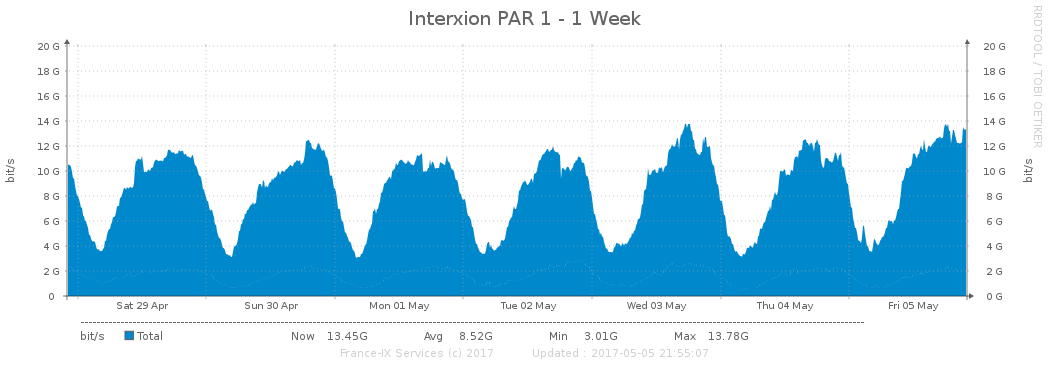 Interxion PAR 1 - 1 Week
RRDTOOL / TOBI OETIKER
20 G 20 G
18 G 18 G
16 G 16 G
14 G 14 G
12 G 12 G
10 G 10 G
8 G 8 G
6 G 6 G
4 G 4 G
2 G 2 G
0 0 G
bit/s bit/s
Sat 29 Apr Sun 30 Apr Mon 01 May Tue 02 May Wed 03 May Thu 04 May Fri 05 May
bit/s Total Now 13.45G Avg 8.52G Min 3.01G Max 13.78G
France-IX Services (c) 2017 Updated : 2017-05-05 21:55:07